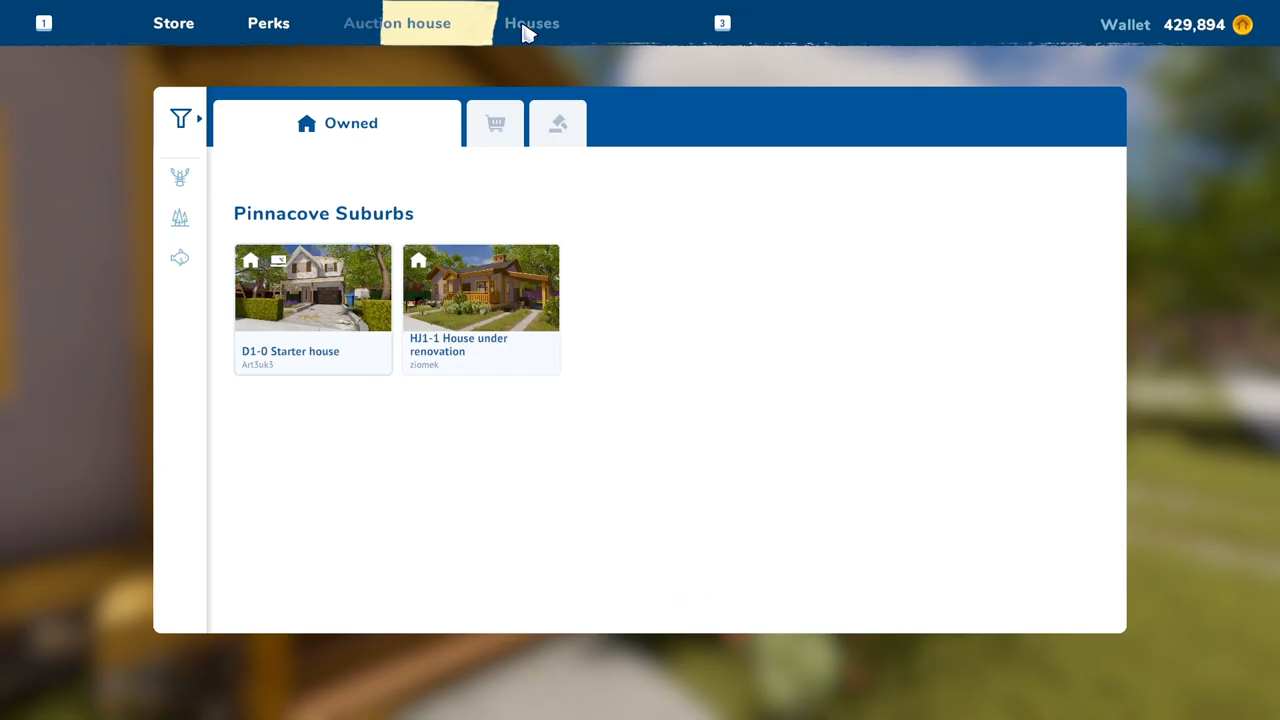 1 Store Perks Auction house Houses 3 Wallet 429,894
Owned
Pinnacove Suburbs
D1-0 Starter house
Art3uk3
HJ1-1 House under
renovation
ziomek